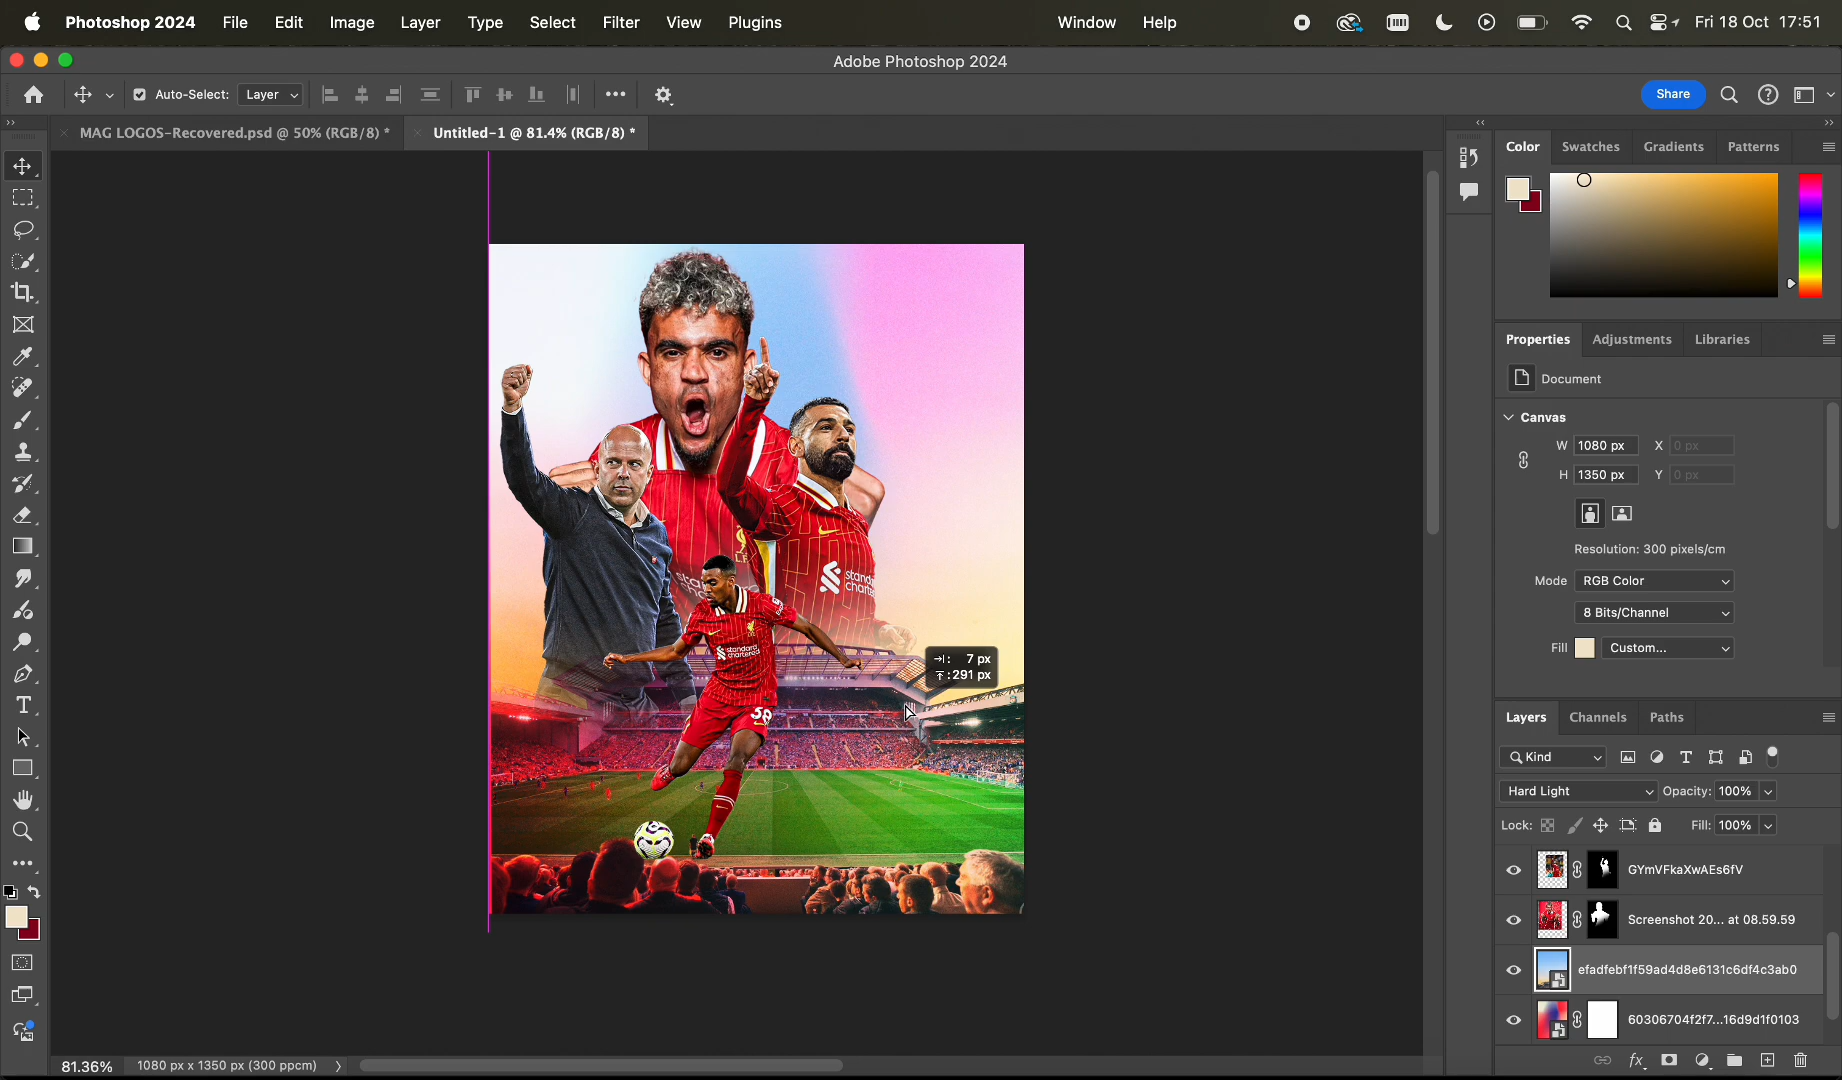 Photoshop 2024 File Edit Image Layer Type Select Filter View Plugins Window Help Fri 18 Oct 17:51
Adobe Photoshop 2024
Auto-Select: Layer Share
MAG LOGOS-Recovered.psd @ 50% (RGB/8) * Untitled-1 @ 81.4% (RGB/8) *
Color Swatches Gradients Patterns
Properties Adjustments Libraries
Document
Canvas
W 1080 px X 0 px
H 1350 px Y 0 px
Resolution: 300 pixels/cm
Mode RGB Color
8 Bits/Channel
Fill Custom...
standard
chartered
7 px
:291 px
Layers Channels Paths
Kind
Hard Light Opacity: 100%
Lock: Fill: 100%
GYmVFkaXwAEs6fV
Screenshot 20... at 08.59.59
efadfebf1f59ad4d8e6131c6df4c3ab0
60306704f2f7...16d9d1f0103
81.36% 1080 px x 1350 px (300 ppcm)